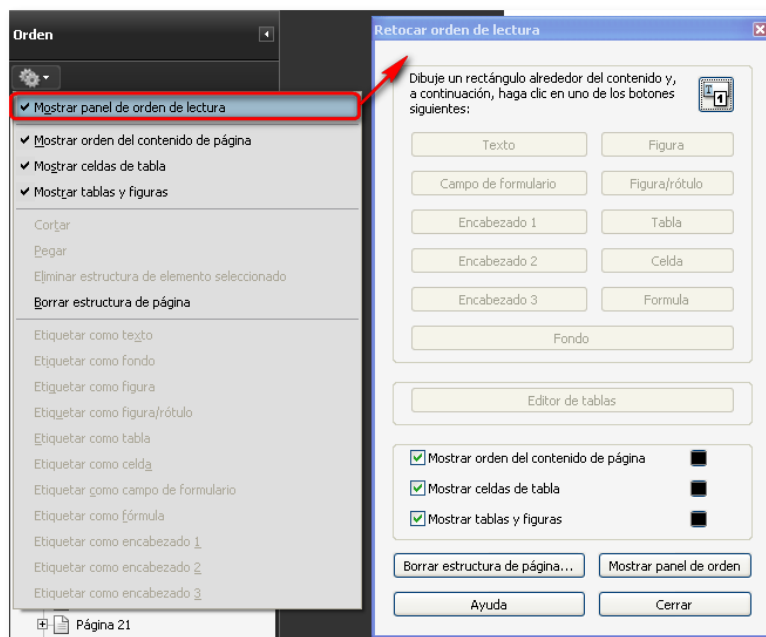 Orden
Mostrar panel de orden de lectura
Mostrar orden del contenido de página
Mostrar celdas de tabla
Mostrar tablas y figuras
Cortar
Pegar
Eliminar estructura de elemento seleccionado
Borrar estructura de página
Etiquetar como texto
Etiquetar como fondo
Etiquetar como figura
Etiquetar como figura/rótulo
Etiquetar como tabla
Etiquetar como celda
Etiquetar como campo de formulario
Etiquetar como fórmula
Etiquetar como encabezado 1
Etiquetar como encabezado 2
Etiquetar como encabezado 3
Página 21
Retocar orden de lectura
Dibuje un rectángulo alrededor del contenido y,
a continuación, haga clic en uno de los botones
siguientes:
Texto Figura
Campo de formulario Figura/rótulo
Encabezado 1 Tabla
Encabezado 2 Celda
Encabezado 3 Formula
Fondo
Editor de tablas
Mostrar orden del contenido de página
Mostrar celdas de tabla
Mostrar tablas y figuras
Borrar estructura de página... Mostrar panel de orden
Ayuda Cerrar